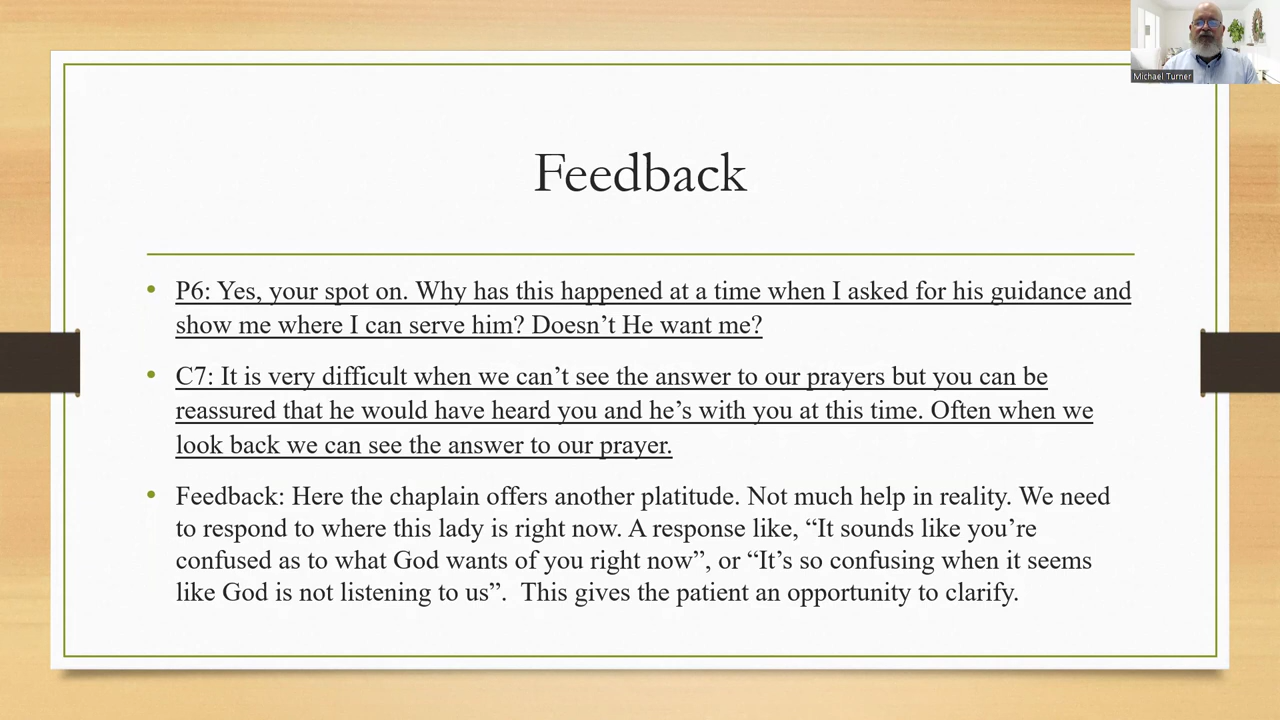 Michael Turner
Feedback
• P6: Yes, your spot on. Why has this happened at a time when I asked for his guidance and
show me where I can serve him? Doesn’t He want me?
• C7: It is very difficult when we can’t see the answer to our prayers but you can be
reassured that he would have heard you and he’s with you at this time. Often when we
look back we can see the answer to our prayer.
• Feedback: Here the chaplain offers another platitude. Not much help in reality. We need
to respond to where this lady is right now. A response like, “It sounds like you’re
confused as to what God wants of you right now”, or “It’s so confusing when it seems
like God is not listening to us”.  This gives the patient an opportunity to clarify.